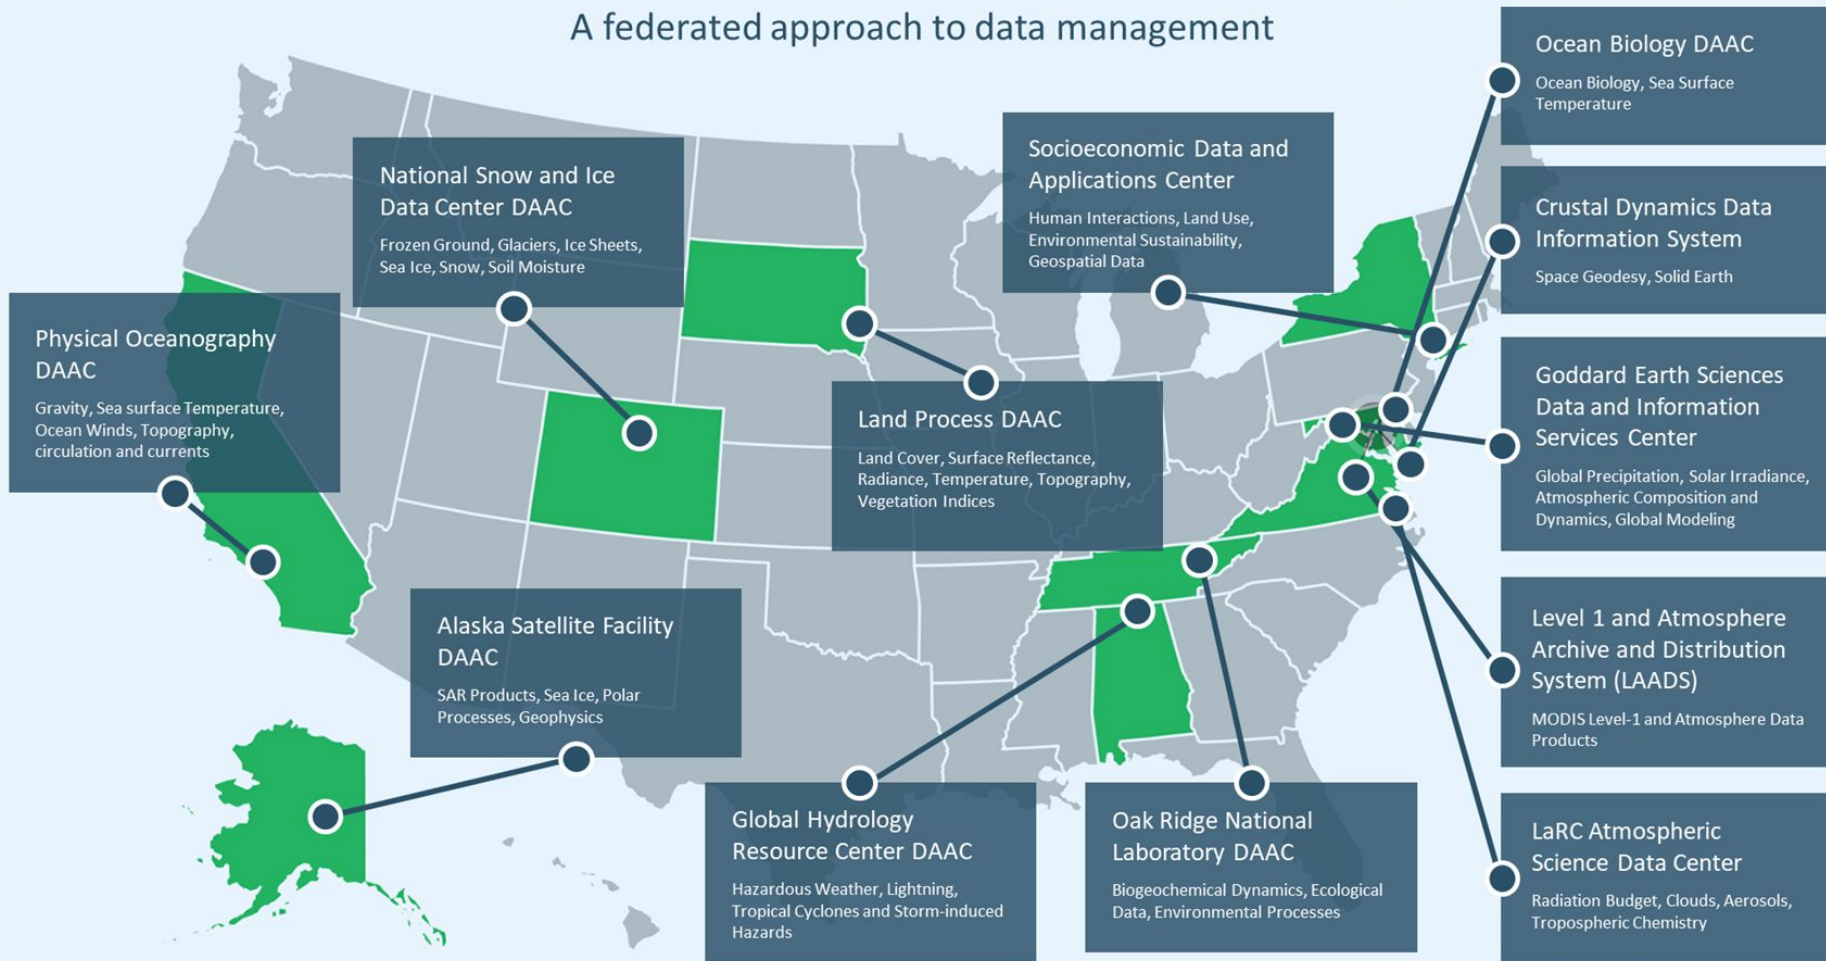 A federated approach to data management
Ocean Biology DAAC
Ocean Biology, Sea Surface
Temperature
Socioeconomic Data and
Applications Center
Human Interactions, Land Use,
Environmental Sustainability,
Geospatial Data
National Snow and Ice
Data Center DAAC
Frozen Ground, Glaciers, Ice Sheets,
Sea Ice, Snow, Soil Moisture
Crustal Dynamics Data
Information System
Space Geodesy, Solid Earth
Physical Oceanography
DAAC
Gravity, Sea surface Temperature,
Ocean Winds, Topography,
circulation and currents
Land Process DAAC
Land Cover, Surface Reflectance,
Radiance, Temperature, Topography,
Vegetation Indices
Goddard Earth Sciences
Data and Information
Services Center
Global Precipitation, Solar Irradiance,
Atmospheric Composition and
Dynamics, Global Modeling
Alaska Satellite Facility
DAAC
SAR Products, Sea Ice, Polar
Processes, Geophysics
Level 1 and Atmosphere
Archive and Distribution
System (LAADS)
MODIS Level-1 and Atmosphere Data
Products
Global Hydrology
Resource Center DAAC
Hazardous Weather, Lightning,
Tropical Cyclones and Storm-induced
Hazards
Oak Ridge National
Laboratory DAAC
Biogeochemical Dynamics, Ecological
Data, Environmental Processes
LaRC Atmospheric
Science Data Center
Radiation Budget, Clouds, Aerosols,
Tropospheric Chemistry